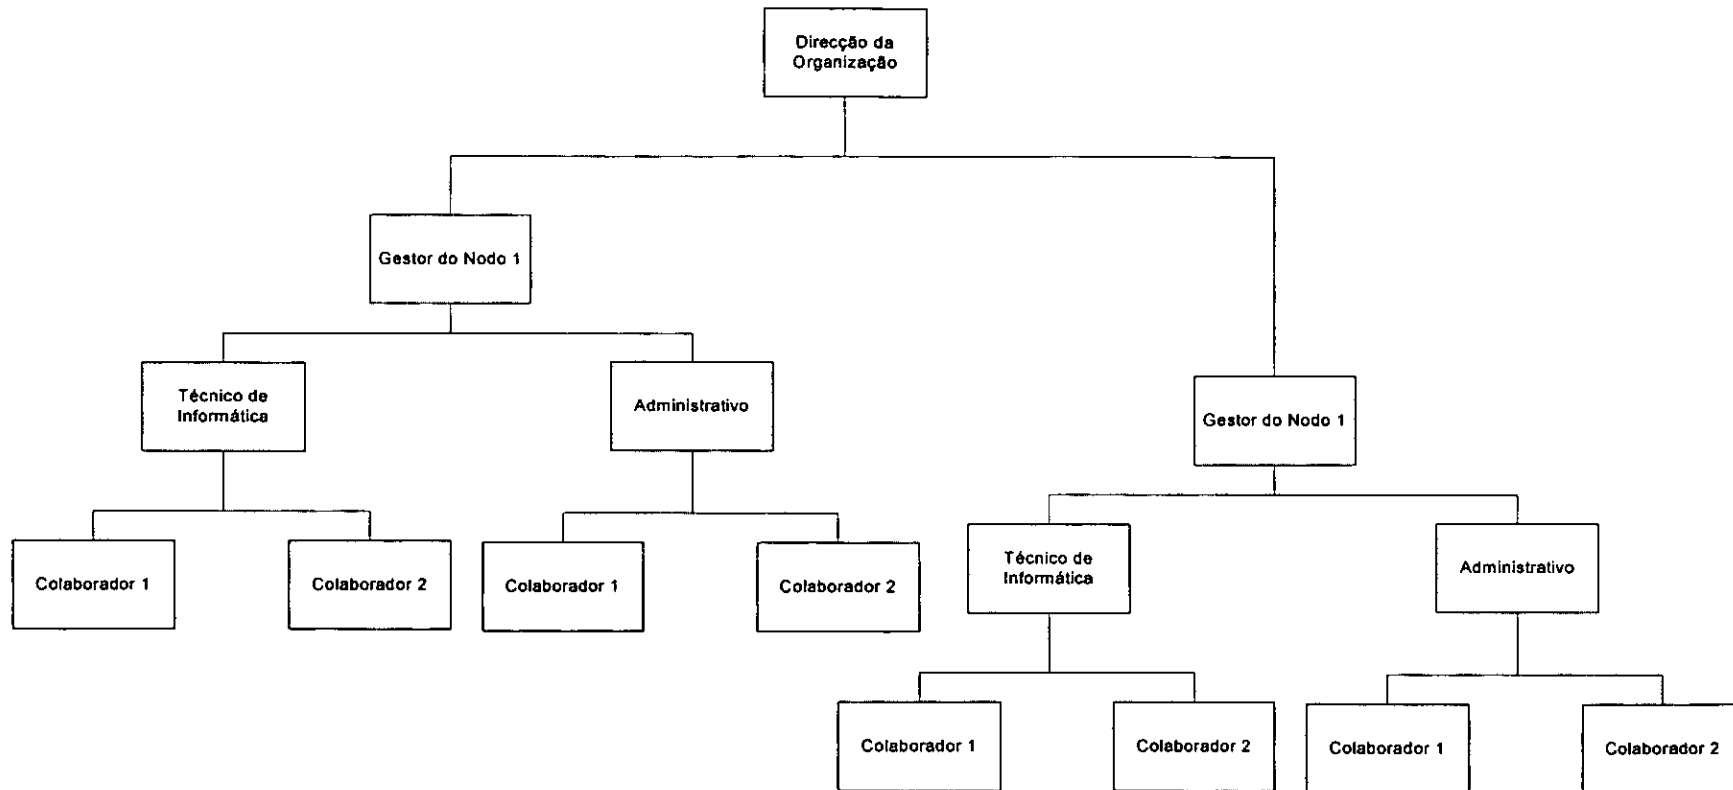 Direcção da
Organização
Gestor do Nodo 1
Técnico de
Informática
Administrativo
Gestor do Nodo 1
Colaborador 1
Colaborador 2
Colaborador 1
Colaborador 2
Técnico de
Informática
Administrativo
Colaborador 1
Colaborador 2
Colaborador 1
Colaborador 2